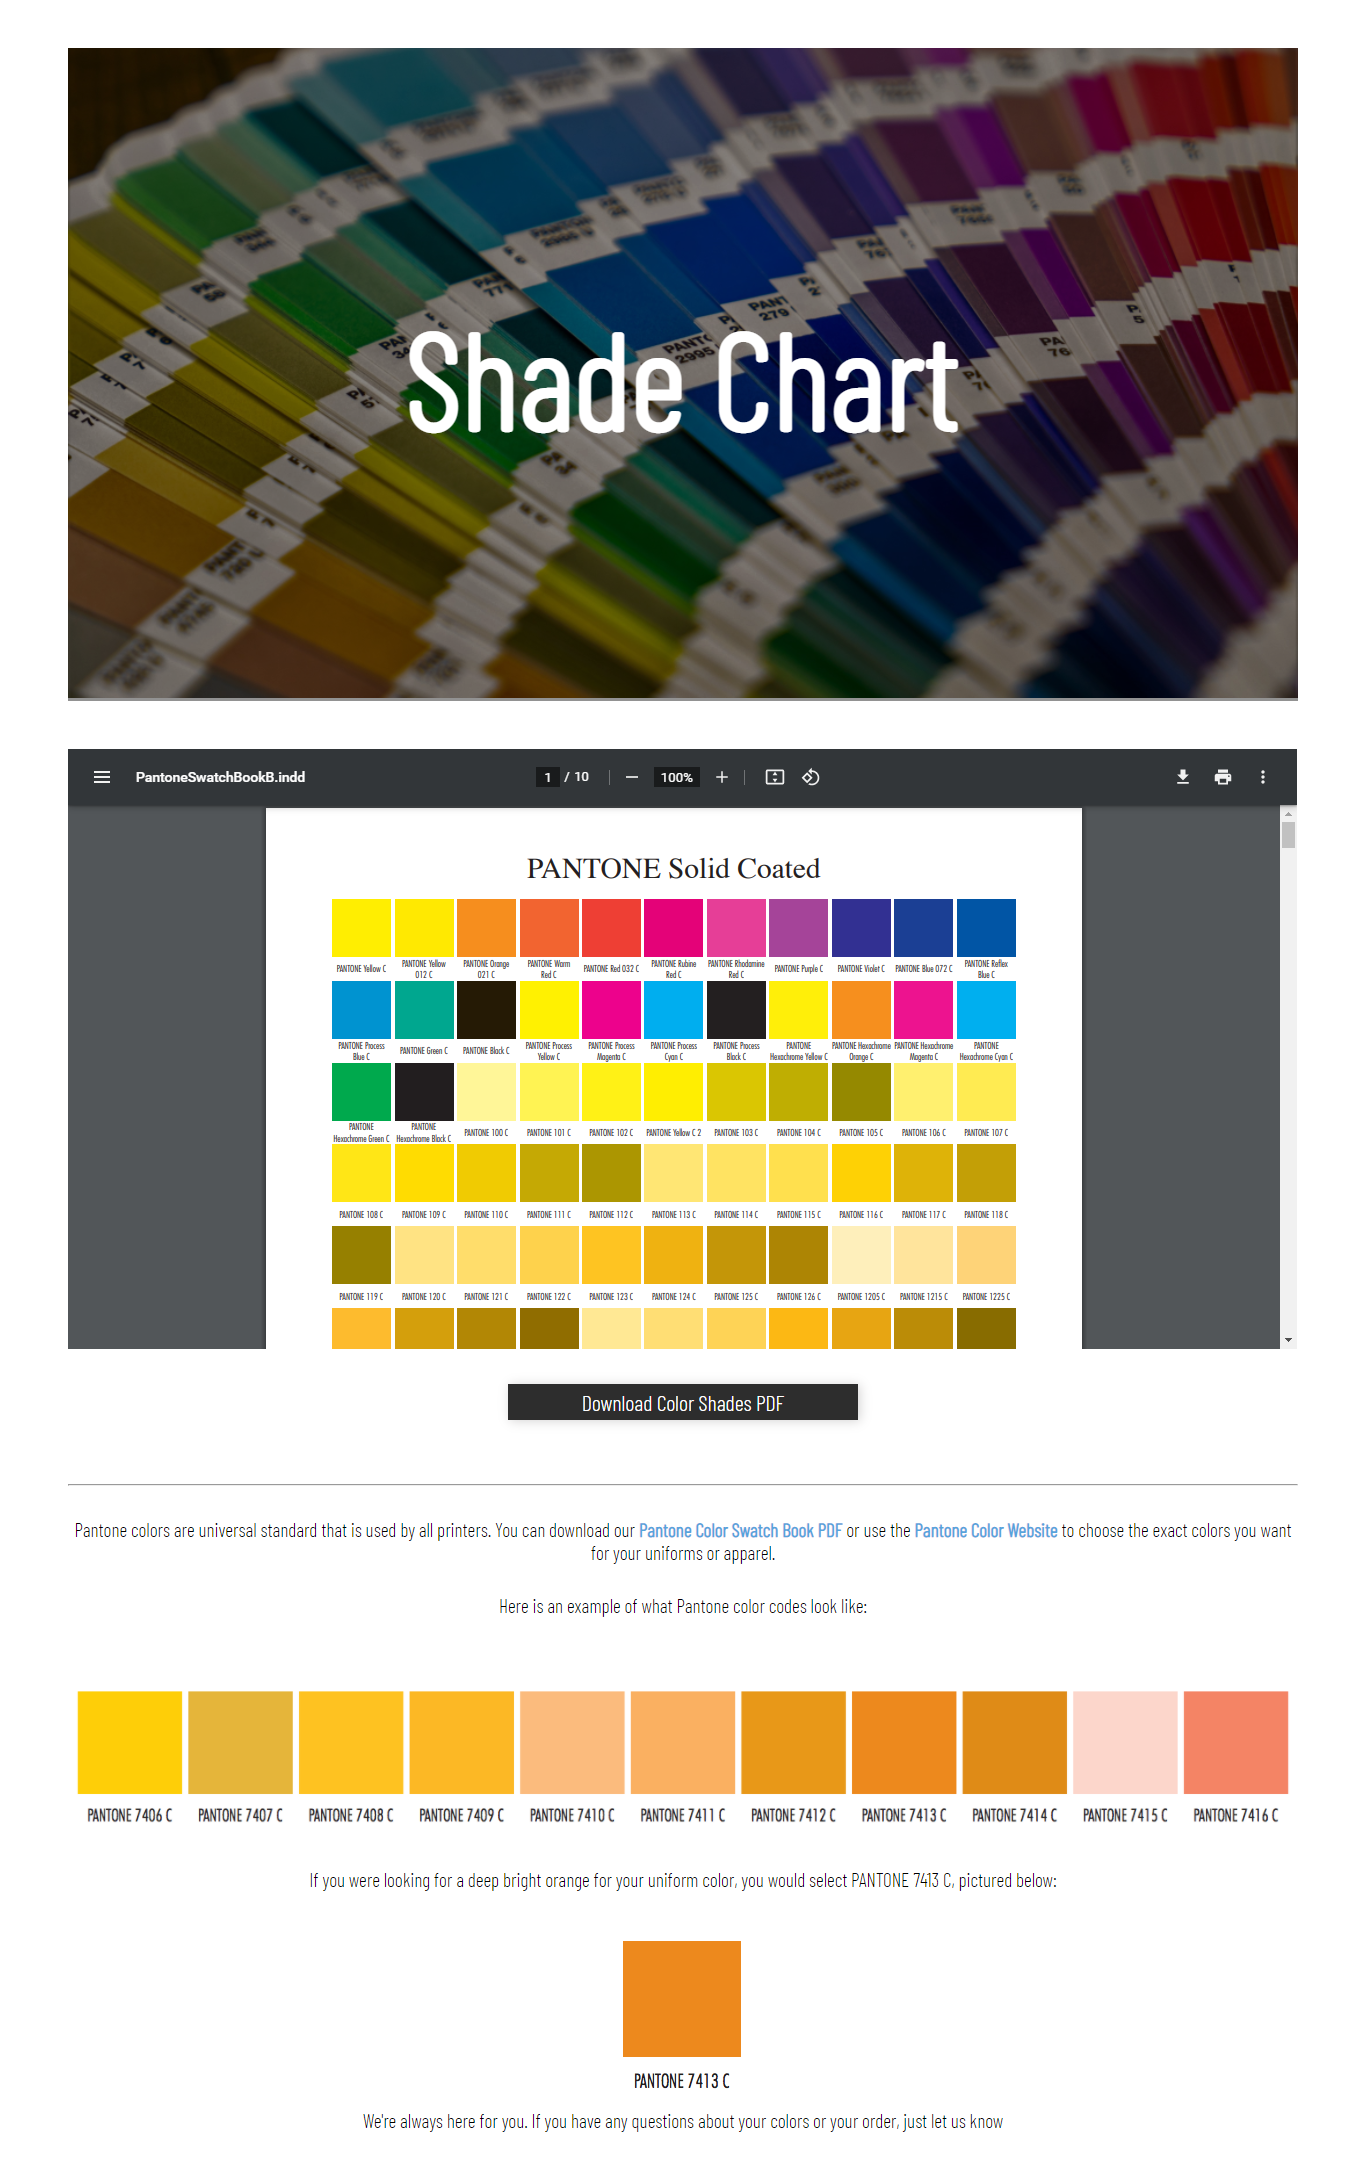 Shade Chart
PantoneSwatchBookB.indd
1 / 10
100%
PANTONE Solid Coated
PANTONE Yellow C
PANTONE Yellow
012 C
PANTONE Orange
021 C
PANTONE Warm
Red C
PANTONE Red 032 C
PANTONE Rubine
Red C
PANTONE Rhodamine
Red C
PANTONE Purple C
PANTONE Violet C
PANTONE Blue 072 C
PANTONE Reflex
Blue C
PANTONE Process
Blue C
PANTONE Green C
PANTONE Black C
PANTONE Process
Yellow C
PANTONE Process
Magenta C
PANTONE Process
Cyan C
PANTONE Process
Black C
PANTONE
Hexachrome Yellow C
PANTONE Hexachrome
Orange C
PANTONE Hexachrome
Magenta C
PANTONE
Hexachrome Cyan C
PANTONE
Hexachrome Green C
PANTONE
Hexachrome Black C
PANTONE 100 C
PANTONE 101 C
PANTONE 102 C
PANTONE Yellow C 2
PANTONE 103 C
PANTONE 104 C
PANTONE 105 C
PANTONE 106 C
PANTONE 107 C
PANTONE 108 C
PANTONE 109 C
PANTONE 110 C
PANTONE 111 C
PANTONE 112 C
PANTONE 113 C
PANTONE 114 C
PANTONE 115 C
PANTONE 116 C
PANTONE 117 C
PANTONE 118 C
PANTONE 119 C
PANTONE 120 C
PANTONE 121 C
PANTONE 122 C
PANTONE 123 C
PANTONE 124 C
PANTONE 125 C
PANTONE 126 C
PANTONE 1205 C
PANTONE 1215 C
PANTONE 1225 C
Download Color Shades PDF
Pantone colors are universal standard that is used by all printers. You can download our Pantone Color Swatch Book PDF or use the Pantone Color Website to choose the exact colors you want
for your uniforms or apparel.
Here is an example of what Pantone color codes look like:
PANTONE 7406 C
PANTONE 7407 C
PANTONE 7408 C
PANTONE 7409 C
PANTONE 7410 C
PANTONE 7411 C
PANTONE 7412 C
PANTONE 7413 C
PANTONE 7414 C
PANTONE 7415 C
PANTONE 7416 C
If you were looking for a deep bright orange for your uniform color, you would select PANTONE 7413 C, pictured below:
PANTONE 7413 C
We're always here for you. If you have any questions about your colors or your order, just let us know